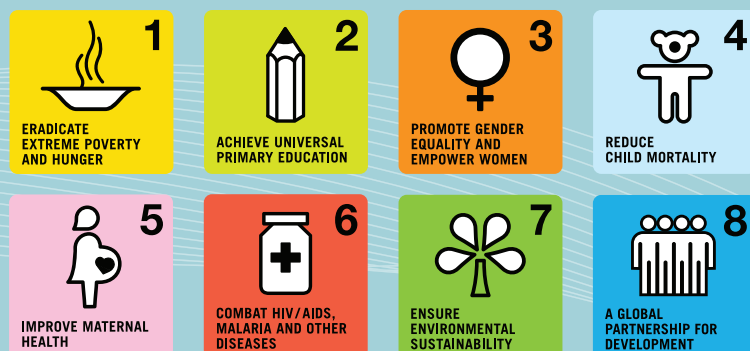 1
ERADICATE
EXTREME POVERTY
AND HUNGER
2
ACHIEVE UNIVERSAL
PRIMARY EDUCATION
3
PROMOTE GENDER
EQUALITY AND
EMPOWER WOMEN
4
REDUCE
CHILD MORTALITY
5
IMPROVE MATERNAL
HEALTH
6
COMBAT HIV/AIDS,
MALARIA AND OTHER
DISEASES
7
ENSURE
ENVIRONMENTAL
SUSTAINABILITY
8
A GLOBAL
PARTNERSHIP FOR
DEVELOPMENT